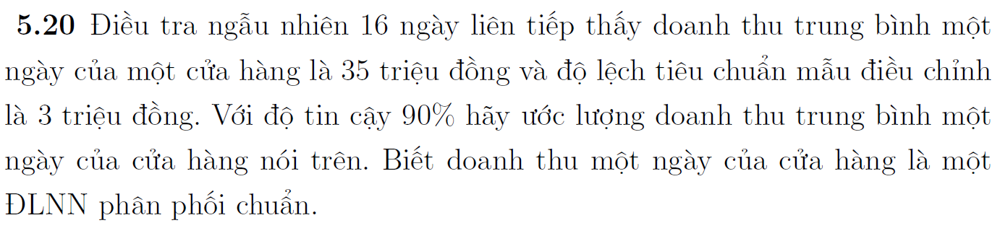 5.20 Điều tra ngẫu nhiên 16 ngày liên tiếp thấy doanh thu trung bình một
ngày của một cửa hàng là 35 triệu đồng và độ lệch tiêu chuẩn mẫu điều chỉnh
là 3 triệu đồng. Với độ tin cậy 90% hãy ước lượng doanh thu trung bình một
ngày của cửa hàng nói trên. Biết doanh thu một ngày của cửa hàng là một
ĐLNN phân phối chuẩn.